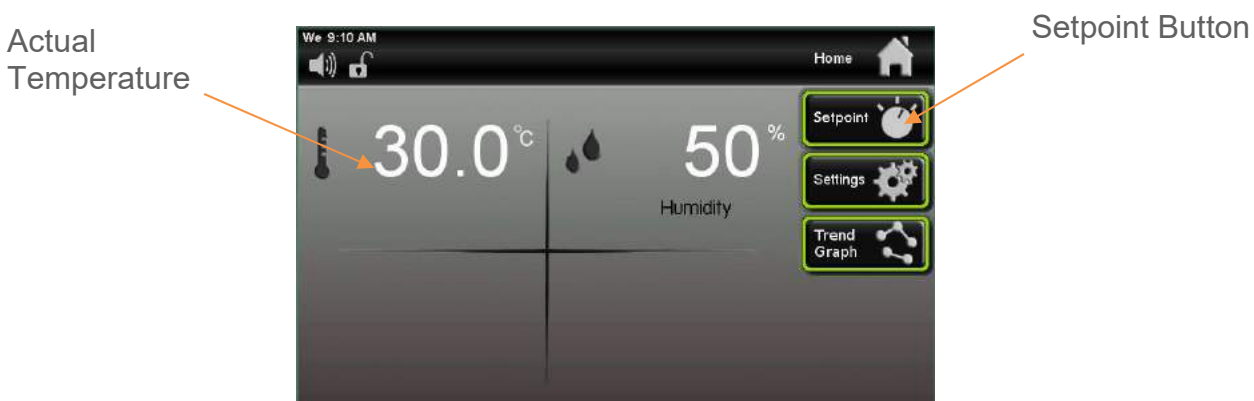 Setpoint Button
Actual
Temperature
We 9:10 AM
Home
Setpoint
30.0 °C
50 %
Settings
Humidity
Trend
Graph